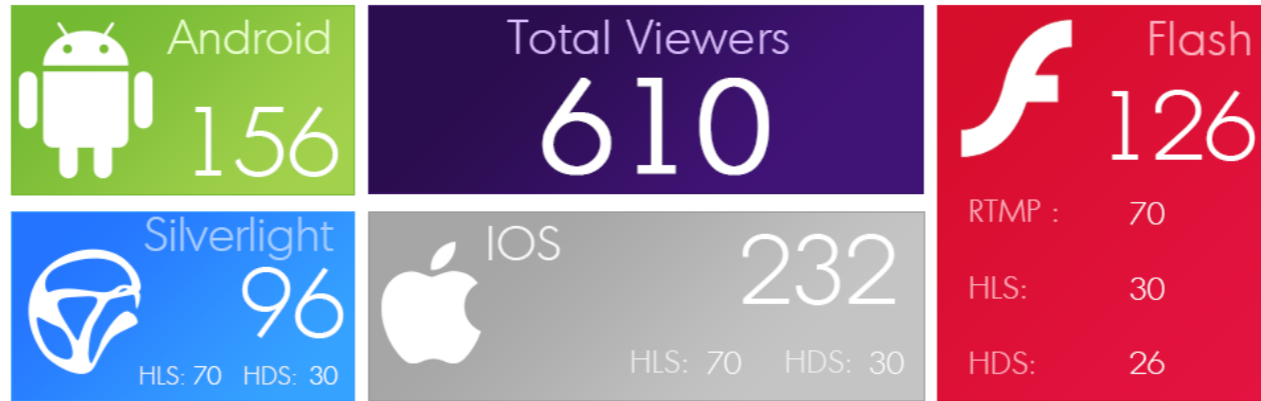 Android
156
Total Viewers
610
Flash
126
RTMP : 70
HLS: 30
HDS: 26
Silverlight
96
HLS: 70 HDS: 30
IOS
232
HLS: 70 HDS: 30